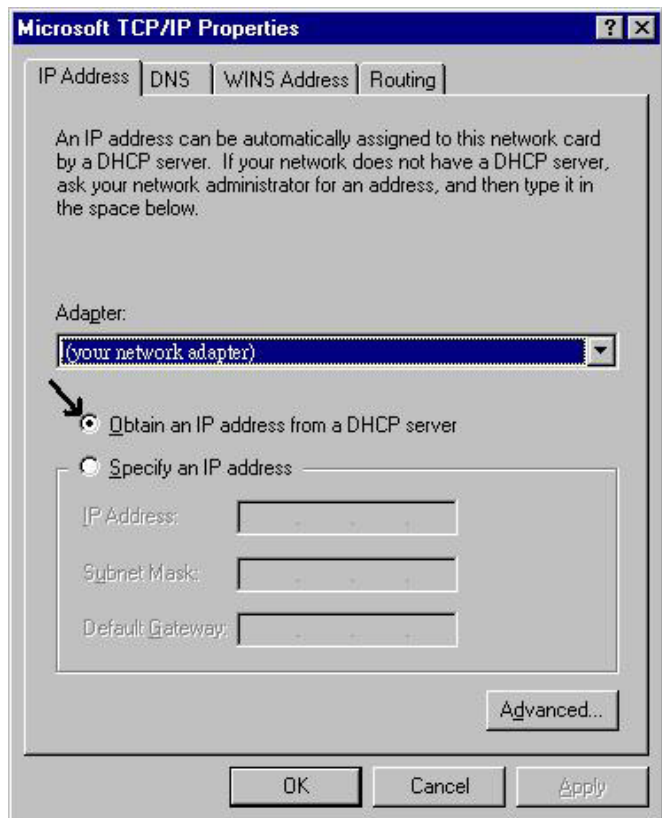 Microsoft TCP/IP Properties
IP Address
DNS
WINS Address
Routing
An IP address can be automatically assigned to this network card
by a DHCP server. If your network does not have a DHCP server,
ask your network administrator for an address, and then type it in
the space below.
Adapter:
(your network adapter)
Obtain an IP address from a DHCP server
Specify an IP address
IP Address:
Subnet Mask:
Default Gateway:
Advanced...
OK
Cancel
Apply